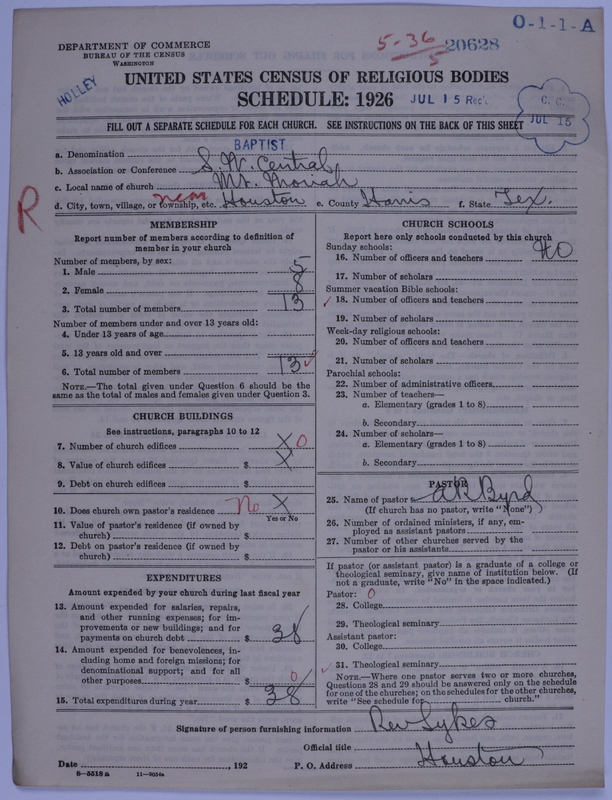 O-1-1-A
DEPARTMENT OF COMMERCE
BUREAU OF THE CENSUS
WASHINGTON
5-36
5
20628
HOLLEY
UNITED STATES CENSUS OF RELIGIOUS BODIES
SCHEDULE: 1926
JUL 15 Rec'd
C. C.
JUL 15
FILL OUT A SEPARATE SCHEDULE FOR EACH CHURCH. SEE INSTRUCTIONS ON THE BACK OF THIS SHEET
a. Denomination BAPTIST
b. Association or Conference S. W. Central
c. Local name of church Mt. Moriah
d. City, town, village, or township, etc. near Houston e. County Harris f. State Tex.
R
MEMBERSHIP
Report number of members according to definition of
member in your church
Number of members, by sex:
1. Male 5
2. Female 8
3. Total number of members 13
Number of members under and over 13 years old:
4. Under 13 years of age
5. 13 years old and over
6. Total number of members 13 ✓
NOTE.—The total given under Question 6 should be the
same as the total of males and females given under Question 3.
CHURCH BUILDINGS
See instructions, paragraphs 10 to 12
7. Number of church edifices X 0
8. Value of church edifices $ X
9. Debt on church edifices $
10. Does church own pastor's residence No X
Yes or No
11. Value of pastor's residence (if owned by
church) $
12. Debt on pastor's residence (if owned by
church) $
EXPENDITURES
Amount expended by your church during last fiscal year
13. Amount expended for salaries, repairs,
and other running expenses; for im-
provements or new buildings; and for
payments on church debt $ 38
14. Amount expended for benevolences, in-
cluding home and foreign missions; for
denominational support; and for all
other purposes $ 0
15. Total expenditures during year $ 38
CHURCH SCHOOLS
Report here only schools conducted by this church
Sunday schools:
16. Number of officers and teachers
17. Number of scholars
Summer vacation Bible schools:
✓ 18. Number of officers and teachers
19. Number of scholars
Week-day religious schools:
20. Number of officers and teachers
21. Number of scholars
Parochial schools:
22. Number of administrative officers
23. Number of teachers—
a. Elementary (grades 1 to 8)
b. Secondary
24. Number of scholars—
a. Elementary (grades 1 to 8)
b. Secondary
PASTOR
25. Name of pastor Byrd
(If church has no pastor, write "None")
26. Number of ordained ministers, if any, em-
ployed as assistant pastors
27. Number of other churches served by the
pastor or his assistants
If pastor (or assistant pastor) is a graduate of a college or
theological seminary, give name of institution below. (If
not a graduate, write "No" in the space indicated.)
Pastor: 0
28. College
29. Theological seminary
Assistant pastor:
30. College
✓ 31. Theological seminary
NOTE.—Where one pastor serves two or more churches,
Questions 28 and 29 should be answered only on the schedule
for one of the churches; on the schedules for the other churches,
write "See schedule for church."
Signature of person furnishing information Rev Sykes
Official title
Date , 192 P. O. Address Houston
8—5518a 11—9034a